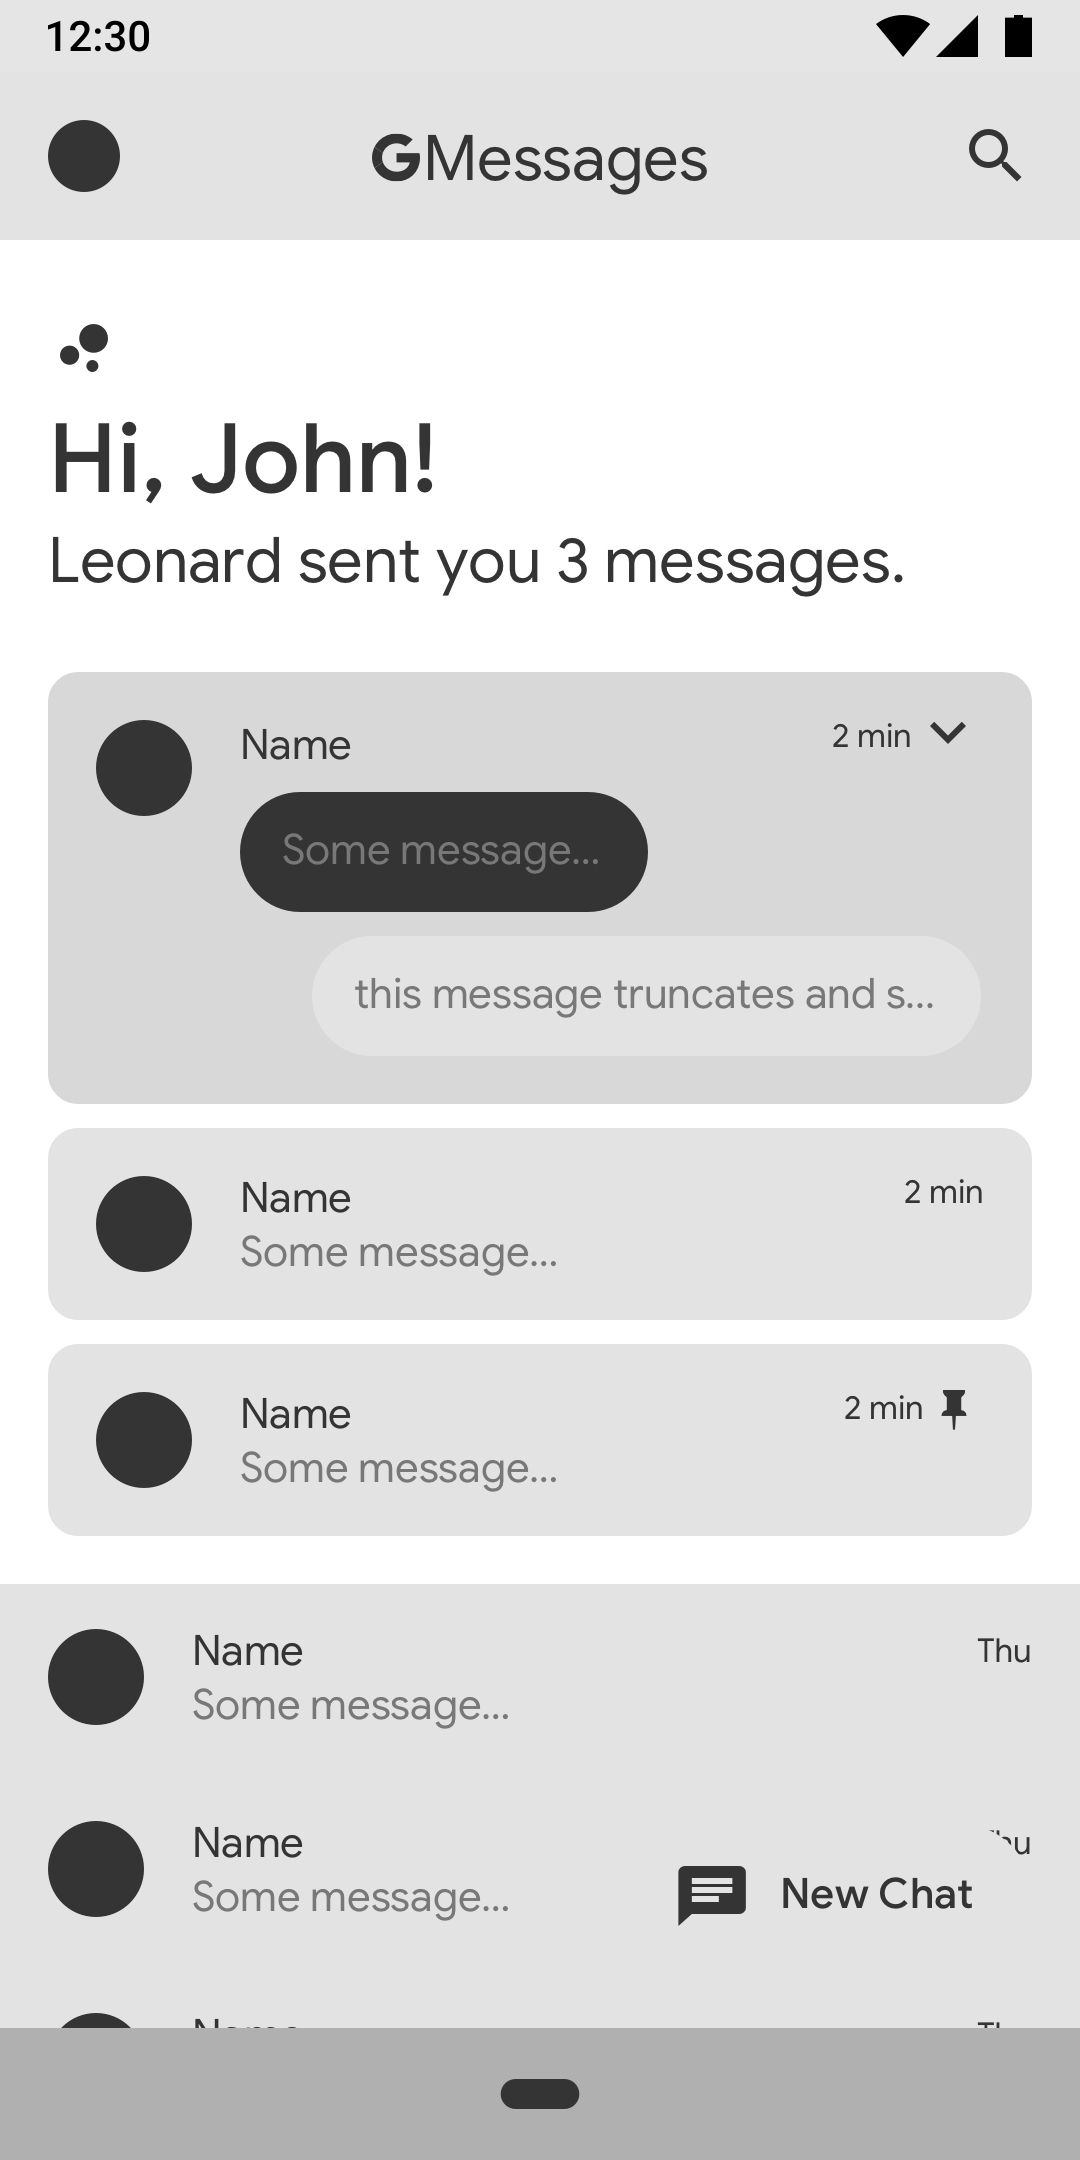 12:30
GMessages
Hi, John!
Leonard sent you 3 messages.
Name
2 min
Some message...
this message truncates and s...
Name
2 min
Some message...
Name
2 min
Some message...
Name
Thu
Some message...
Name
Some message...
New Chat